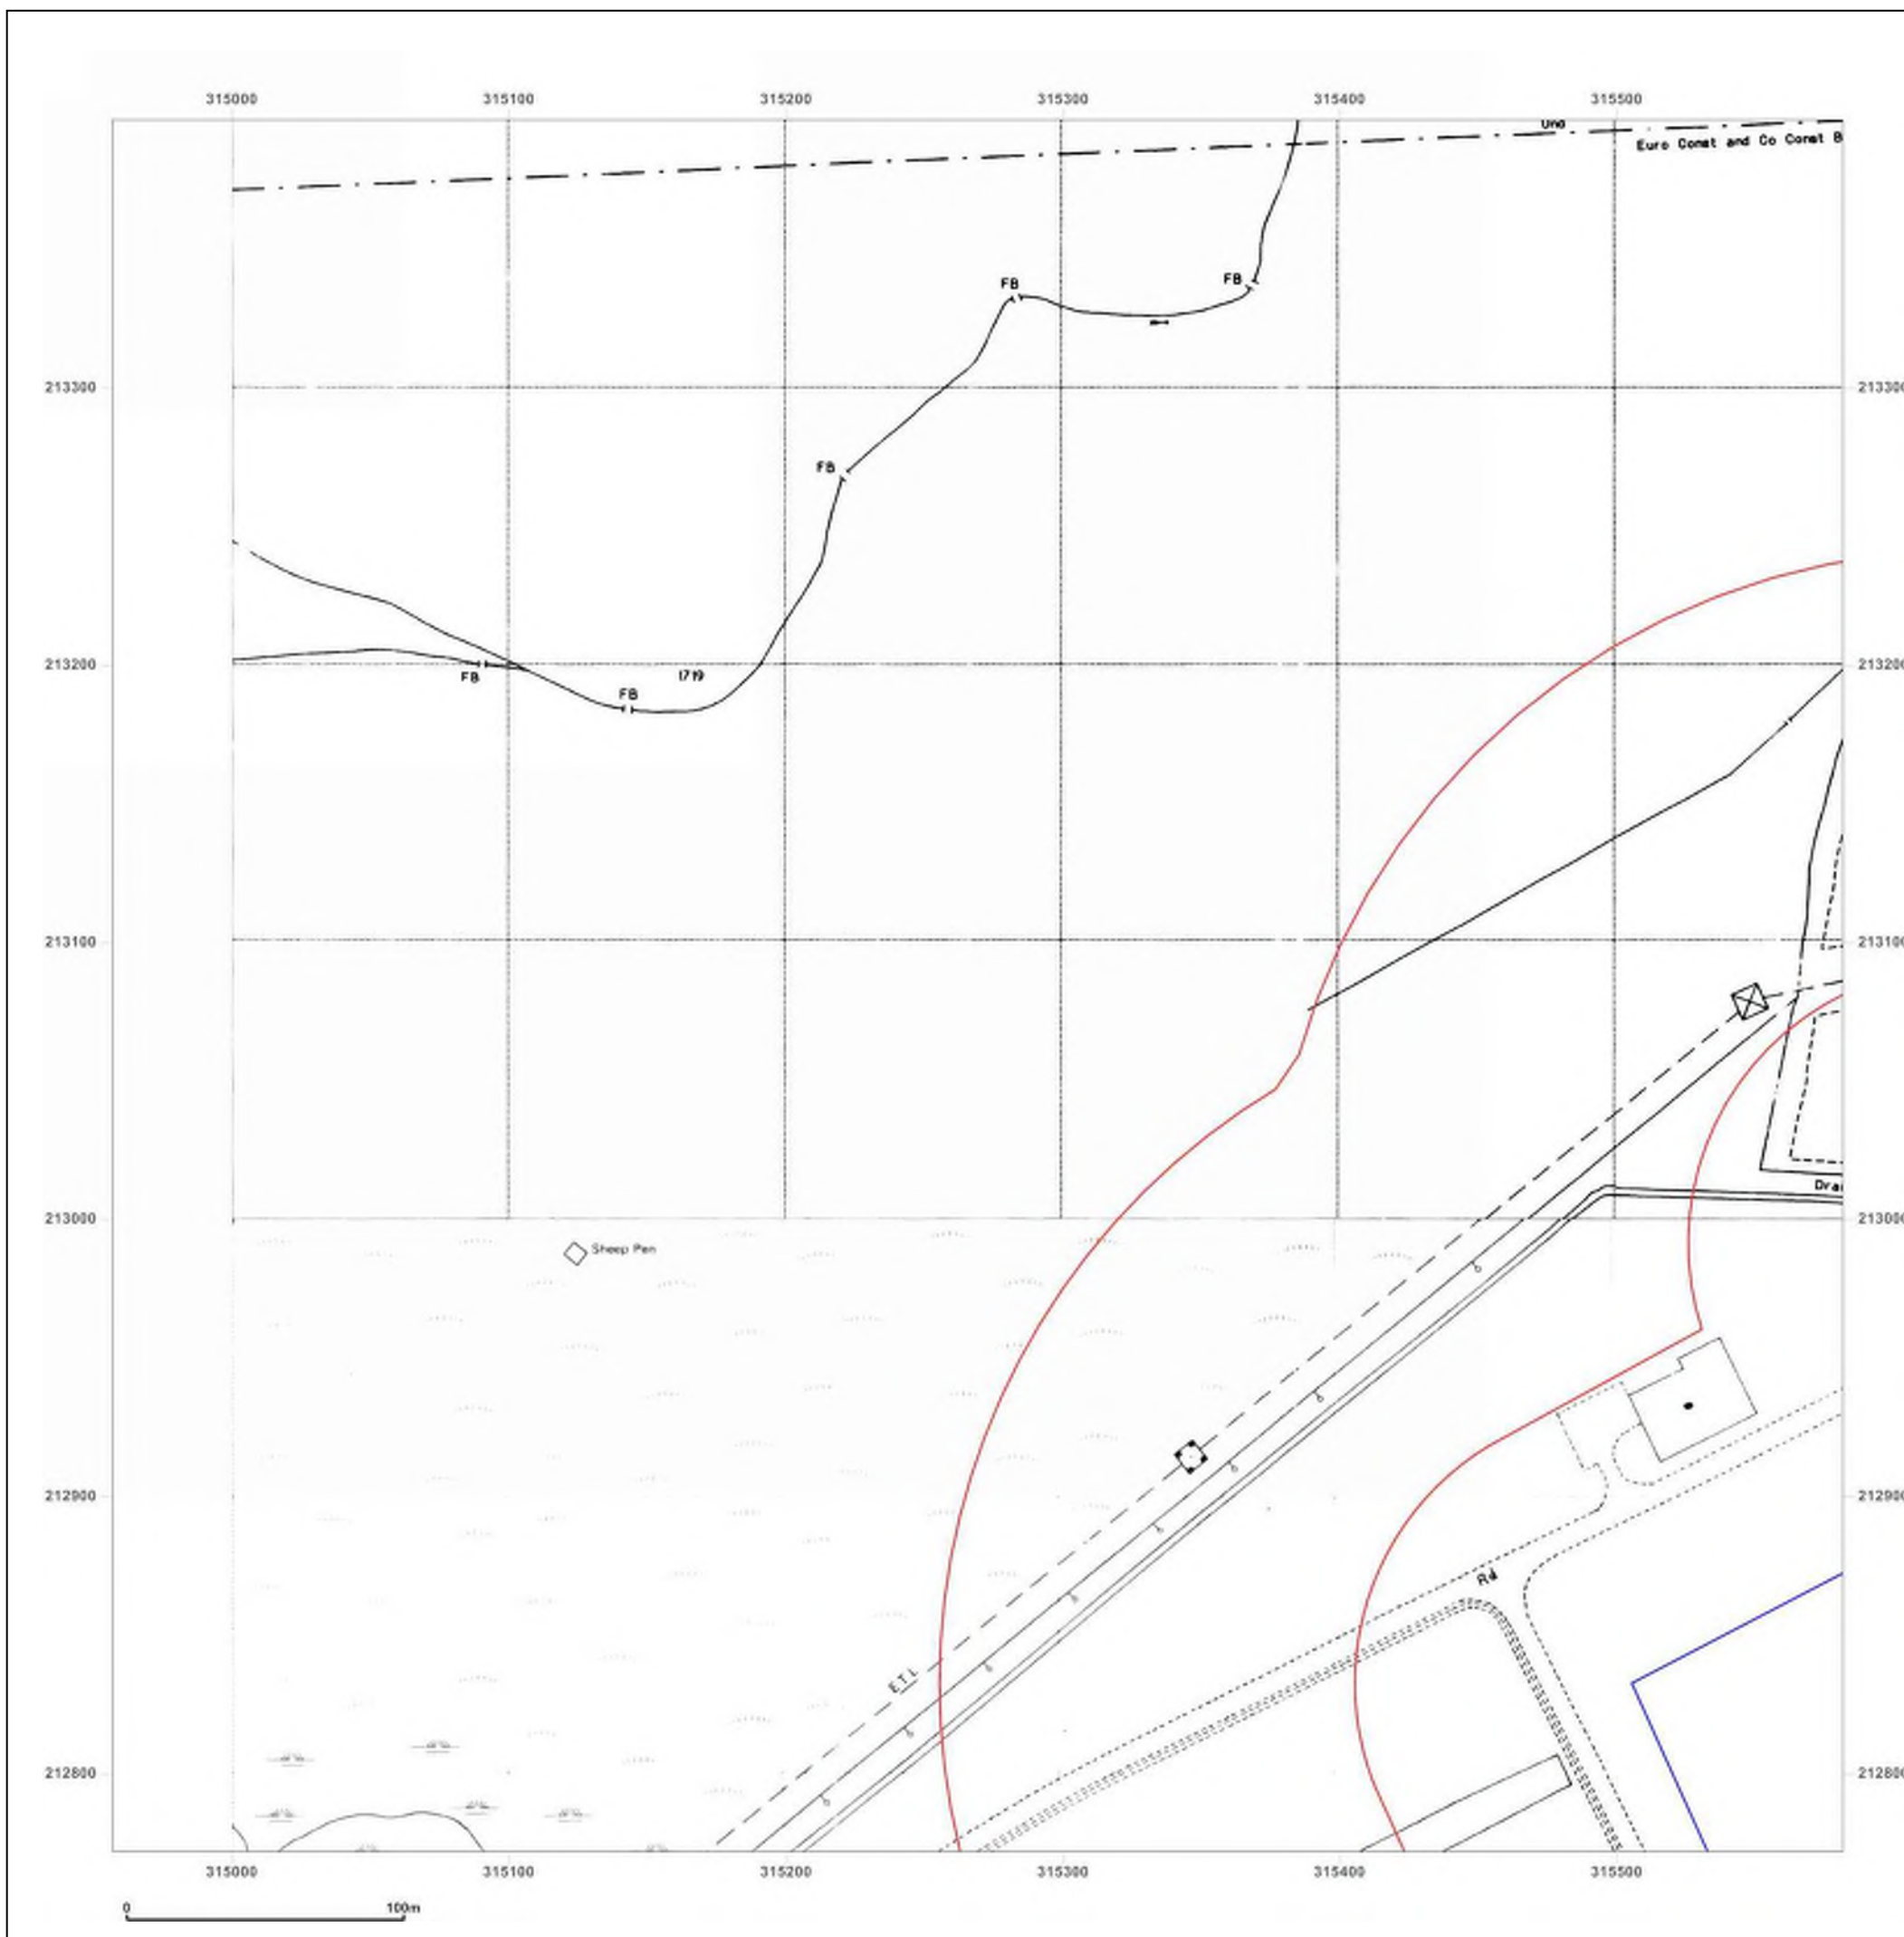 315000 315100 315200 315300 315400 315500
Und
Euro Const and Co Const B
FB
FB
213300 213300
FB
213200 213200
FB
FB
1719
213100 213100
Dra
213000 213000
Sheep Pen
212900 212900
Rd
E T L
212800 212800
315000 315100 315200 315300 315400 315500
0 100m